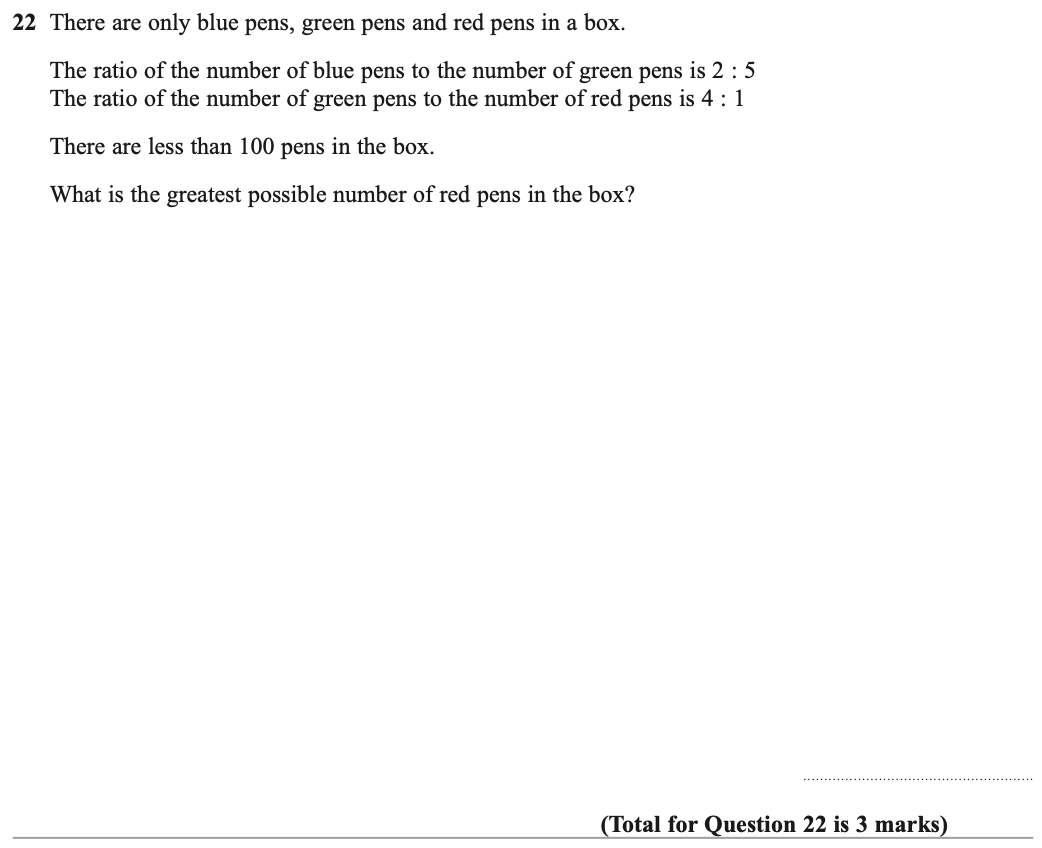 22 There are only blue pens, green pens and red pens in a box.
The ratio of the number of blue pens to the number of green pens is 2 : 5
The ratio of the number of green pens to the number of red pens is 4 : 1
There are less than 100 pens in the box.
What is the greatest possible number of red pens in the box?
(Total for Question 22 is 3 marks)